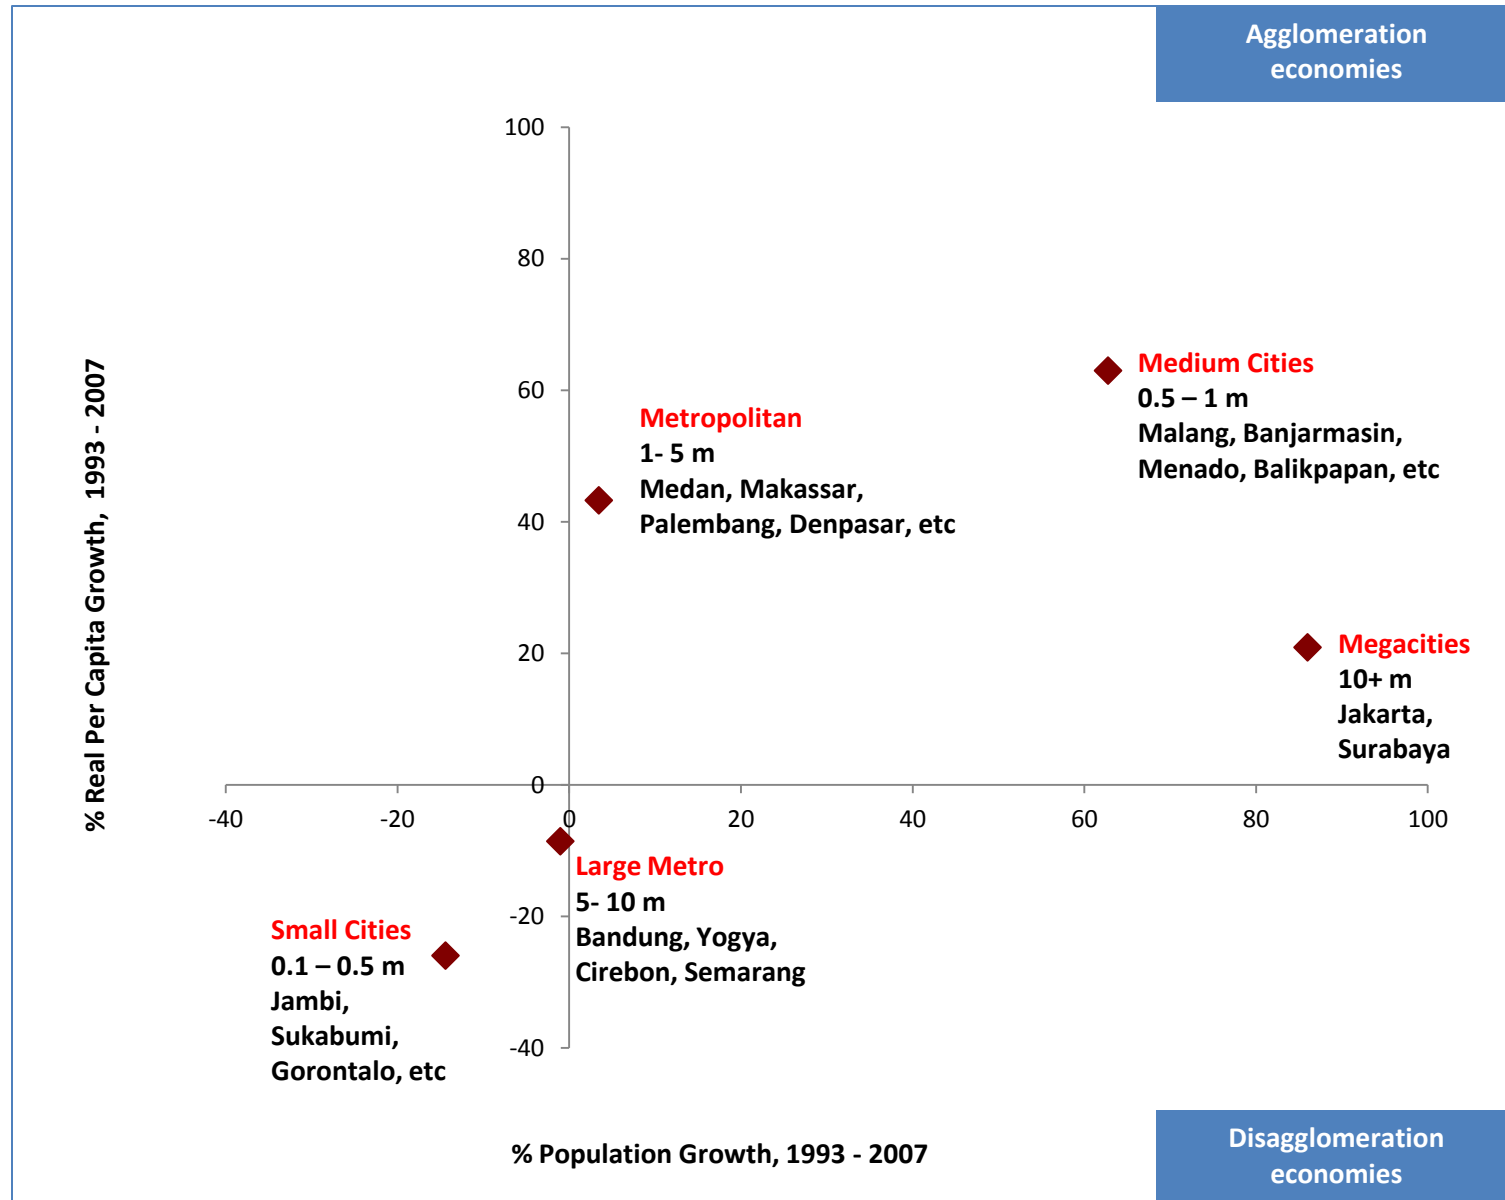 Agglomeration
economies
100
80
60
40
20
0
-20
-40
-40
-20
0
20
40
60
80
100
% Real Per Capita Growth,  1993 - 2007
Medium Cities
0.5 – 1 m
Malang, Banjarmasin,
Menado, Balikpapan, etc
Metropolitan
1- 5 m
Medan, Makassar,
Palembang, Denpasar, etc
Megacities
10+ m
Jakarta,
Surabaya
Large Metro
5- 10 m
Bandung, Yogya,
Cirebon, Semarang
Small Cities
0.1 – 0.5 m
Jambi,
Sukabumi,
Gorontalo, etc
% Population Growth, 1993 - 2007
Disagglomeration
economies